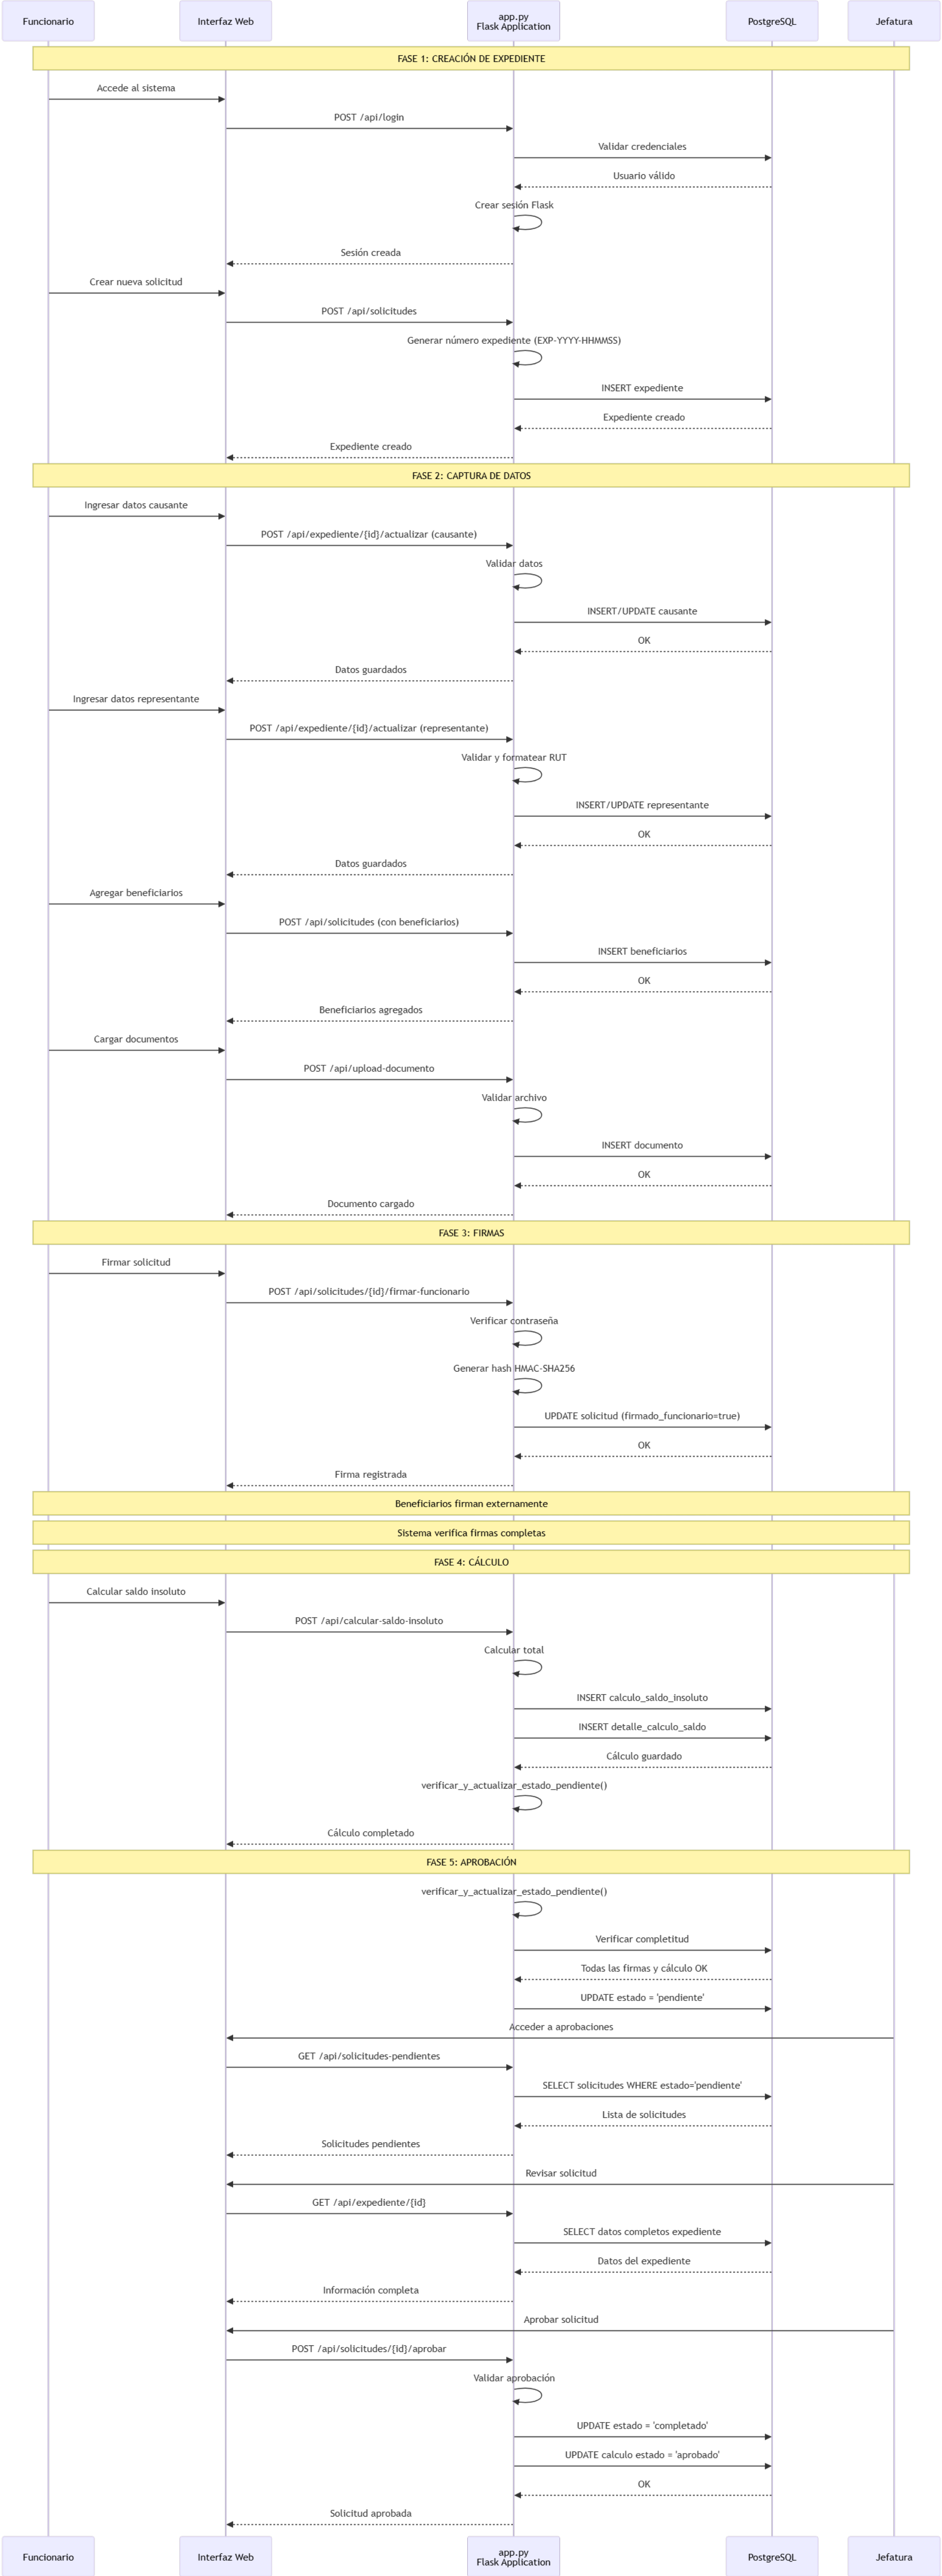 Funcionario
Interfaz Web
app.py
Flask Application
PostgreSQL
Jefatura
FASE 1: CREACIÓN DE EXPEDIENTE
Accede al sistema
POST /api/login
Validar credenciales
Usuario válido
Crear sesión Flask
Sesión creada
Crear nueva solicitud
POST /api/solicitudes
Generar número expediente (EXP-YYYY-HHMMSS)
INSERT expediente
Expediente creado
Expediente creado
FASE 2: CAPTURA DE DATOS
Ingresar datos causante
POST /api/expediente/{id}/actualizar (causante)
Validar datos
INSERT/UPDATE causante
OK
Datos guardados
Ingresar datos representante
POST /api/expediente/{id}/actualizar (representante)
Validar y formatear RUT
INSERT/UPDATE representante
OK
Datos guardados
Agregar beneficiarios
POST /api/solicitudes (con beneficiarios)
INSERT beneficiarios
OK
Beneficiarios agregados
Cargar documentos
POST /api/upload-documento
Validar archivo
INSERT documento
OK
Documento cargado
FASE 3: FIRMAS
Firmar solicitud
POST /api/solicitudes/{id}/firmar-funcionario
Verificar contraseña
Generar hash HMAC-SHA256
UPDATE solicitud (firmado_funcionario=true)
OK
Firma registrada
Beneficiarios firman externamente
Sistema verifica firmas completas
FASE 4: CÁLCULO
Calcular saldo insoluto
POST /api/calcular-saldo-insoluto
Calcular total
INSERT calculo_saldo_insoluto
INSERT detalle_calculo_saldo
Cálculo guardado
verificar_y_actualizar_estado_pendiente()
Cálculo completado
FASE 5: APROBACIÓN
verificar_y_actualizar_estado_pendiente()
Verificar completitud
Todas las firmas y cálculo OK
UPDATE estado = 'pendiente'
Acceder a aprobaciones
GET /api/solicitudes-pendientes
SELECT solicitudes WHERE estado='pendiente'
Lista de solicitudes
Solicitudes pendientes
Revisar solicitud
GET /api/expediente/{id}
SELECT datos completos expediente
Datos del expediente
Información completa
Aprobar solicitud
POST /api/solicitudes/{id}/aprobar
Validar aprobación
UPDATE estado = 'completado'
UPDATE calculo estado = 'aprobado'
OK
Solicitud aprobada
Funcionario
Interfaz Web
app.py
Flask Application
PostgreSQL
Jefatura